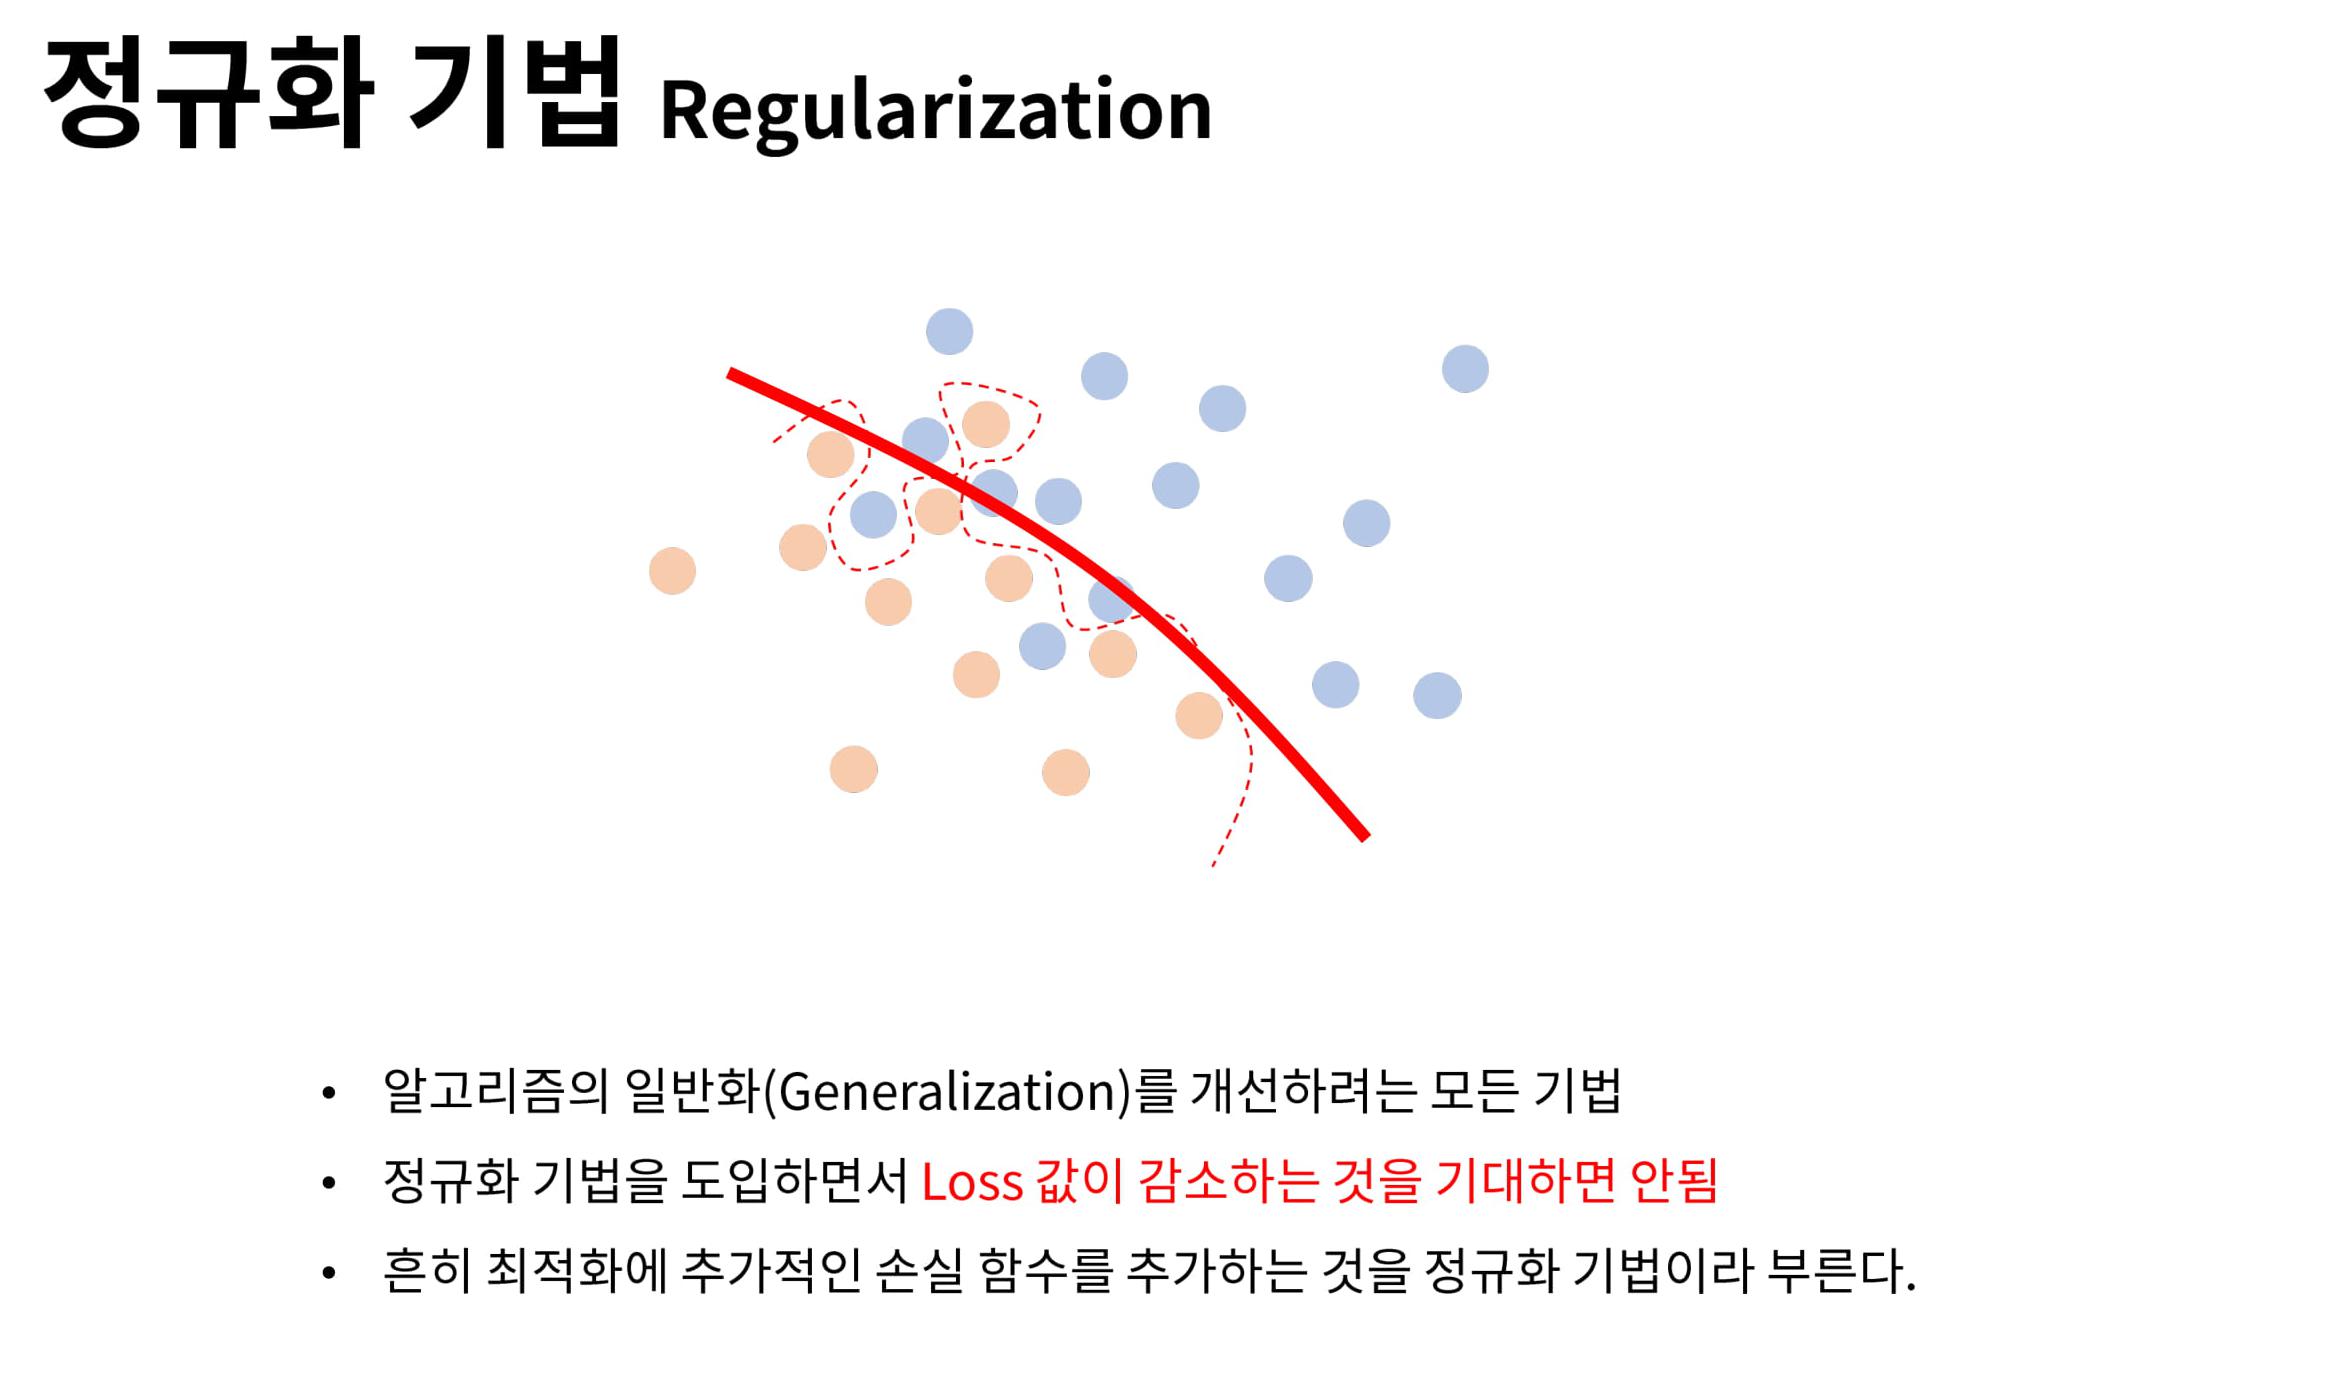 정규화 기법 Regularization
• 알고리즘의 일반화(Generalization)를 개선하려는 모든 기법
• 정규화 기법을 도입하면서 Loss 값이 감소하는 것을 기대하면 안됨
• 흔히 최적화에 추가적인 손실 함수를 추가하는 것을 정규화 기법이라 부른다.